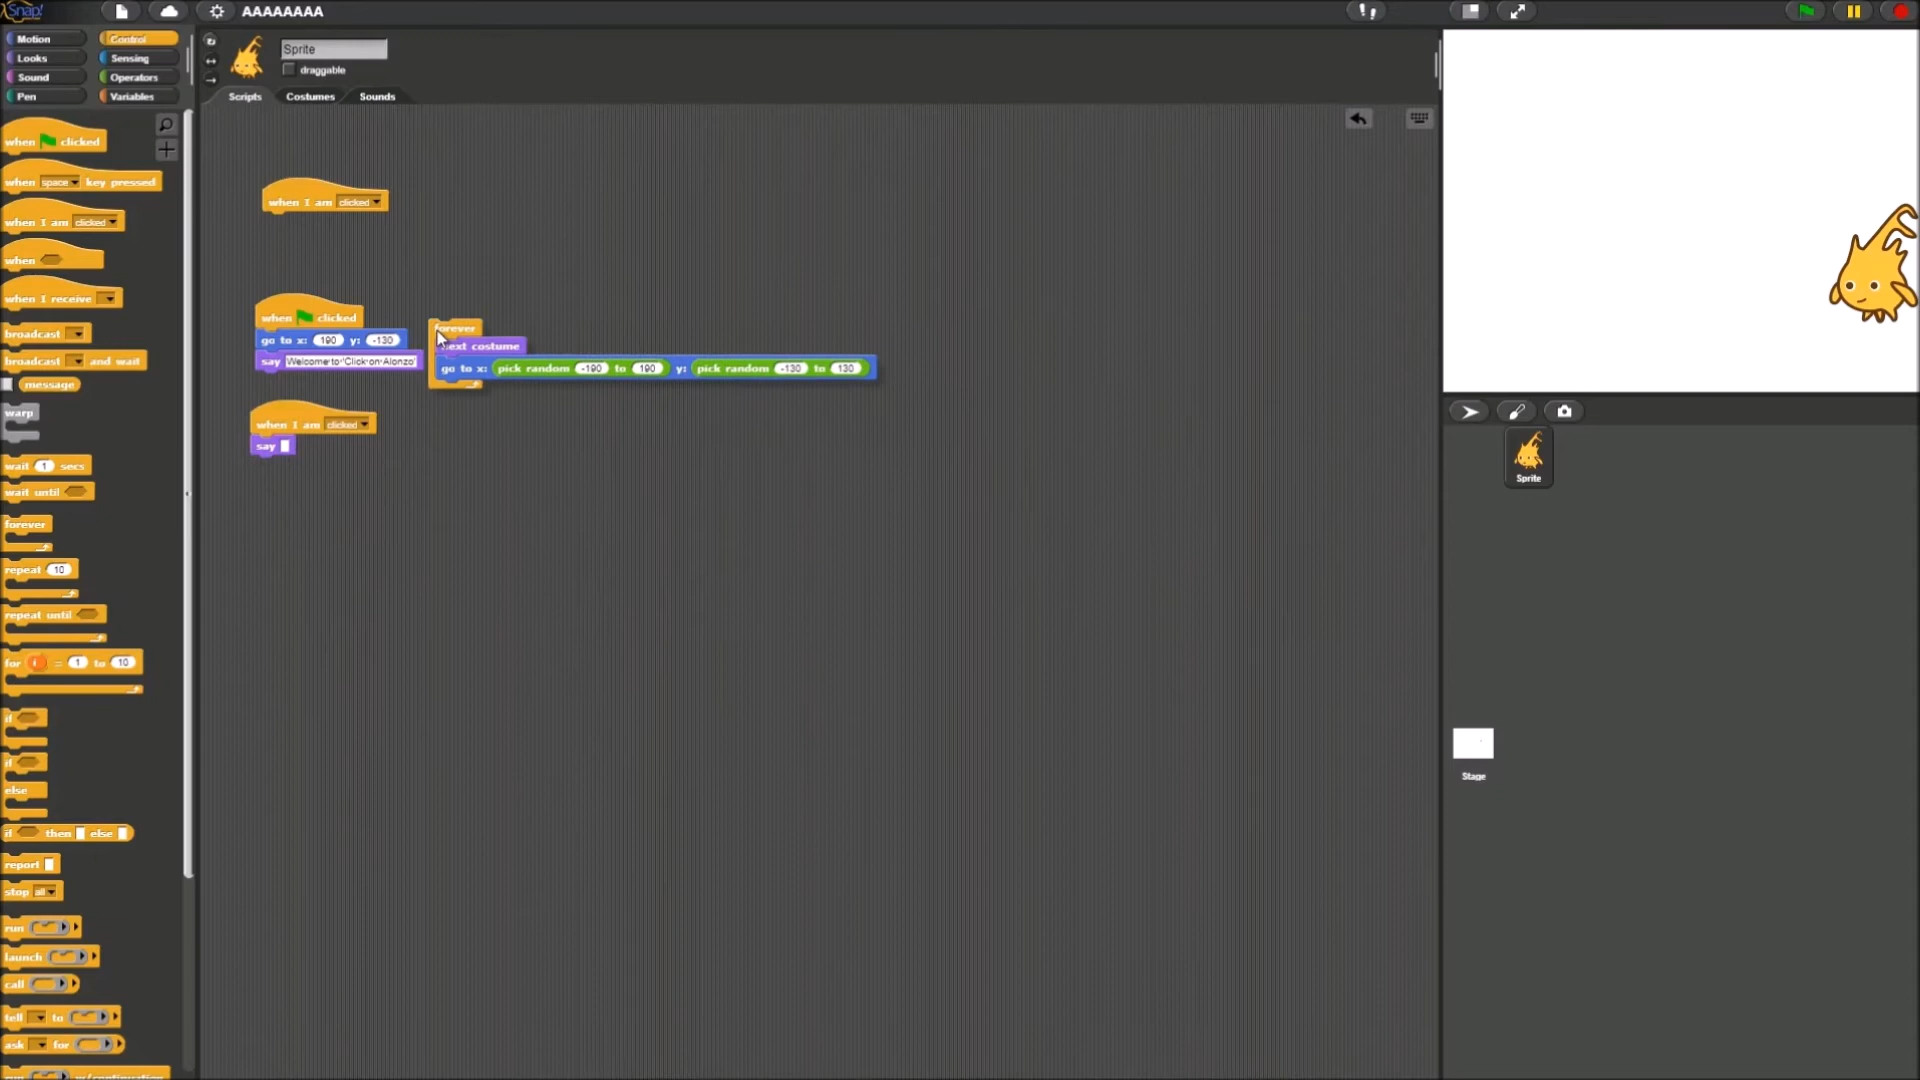 Snap!
AAAAAAAA
Motion
Control
Looks
Sensing
Sound
Operators
Pen
Variables
Sprite
draggable
Scripts
Costumes
Sounds
when clicked
when space key pressed
when I am clicked
when
when I receive
broadcast
broadcast and wait
message
warp
wait 1 secs
wait until
forever
repeat 10
repeat until
for i = 1 to 10
if
if
else
if then else
report
stop all
run
launch
call
tell to
ask for
run w/continuation
when I am clicked
when clicked
go to x: 190 y: -130
say Welcome to 'Click on Alonzo'
forever
next costume
go to x: pick random -190 to 190 y: pick random -130 to 130
when I am clicked
say
Sprite
Stage